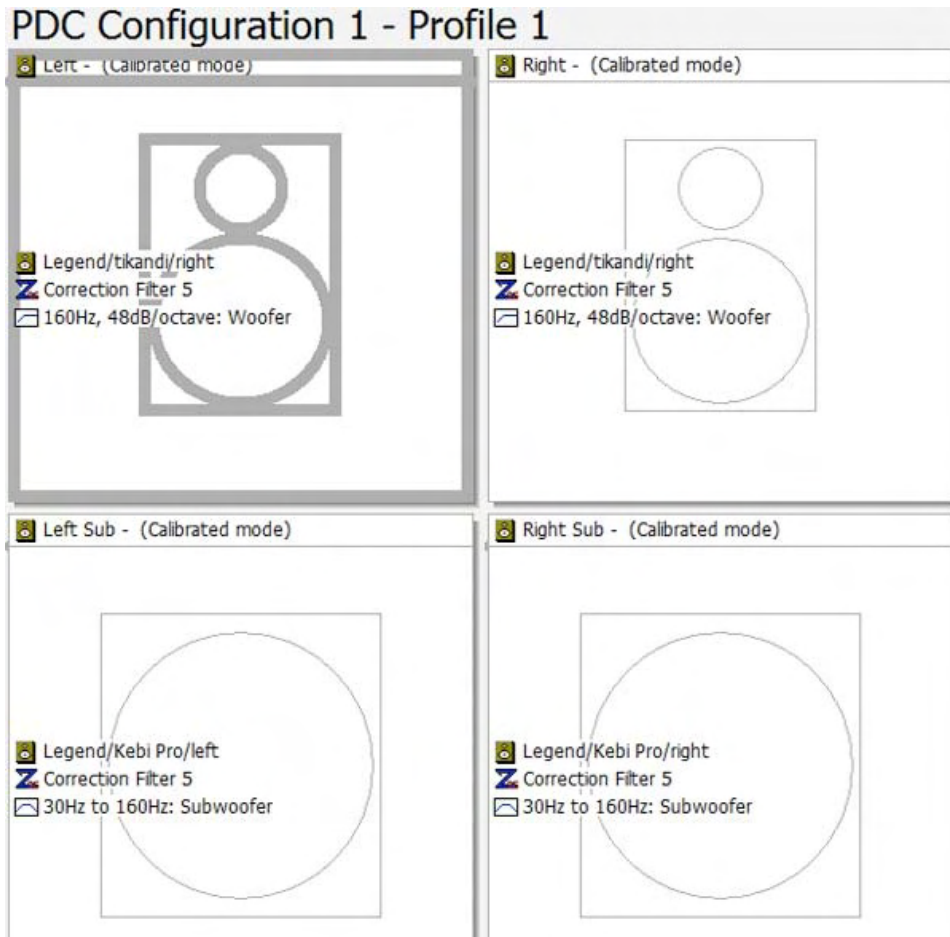 PDC Configuration 1 - Profile 1
Left - (Calibrated mode)
Right - (Calibrated mode)
Legend/tikandi/right
Correction Filter 5
160Hz, 48dB/octave: Woofer
Legend/tikandi/right
Correction Filter 5
160Hz, 48dB/octave: Woofer
Left Sub - (Calibrated mode)
Right Sub - (Calibrated mode)
Legend/Kebi Pro/left
Correction Filter 5
30Hz to 160Hz: Subwoofer
Legend/Kebi Pro/right
Correction Filter 5
30Hz to 160Hz: Subwoofer